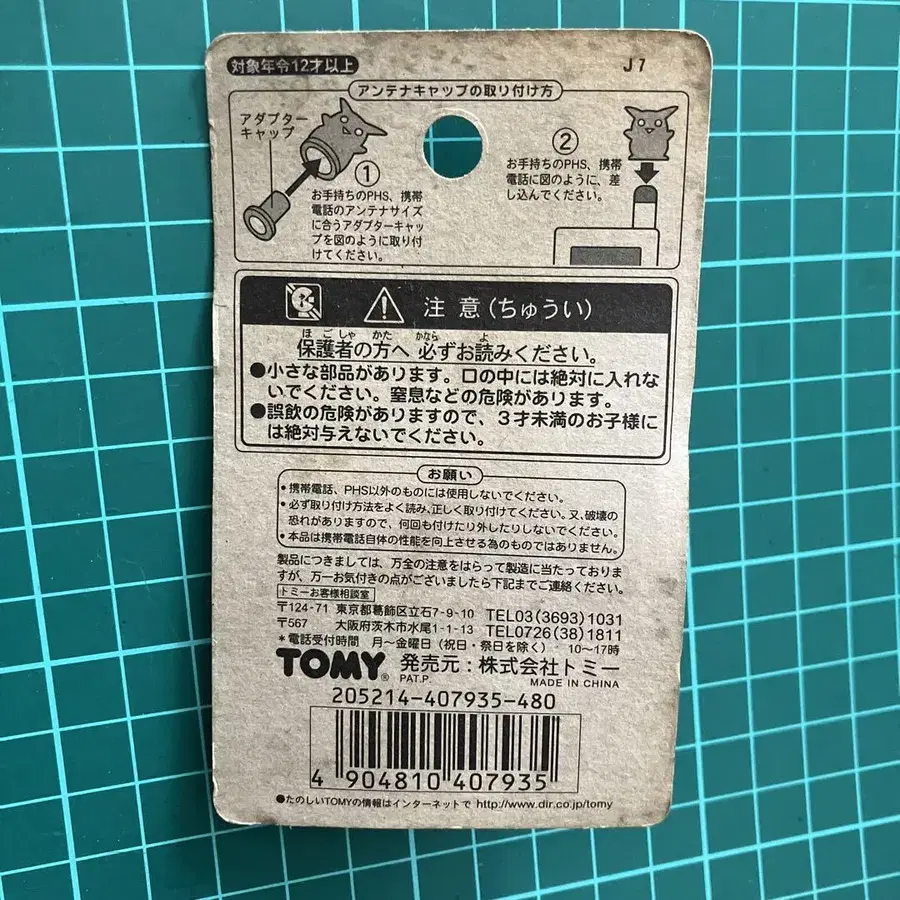 対象年令12才以上
J7
アンテナキャップの取り付け方
アダプター
キャップ
①
お手持ちのPHS、携帯
電話のアンテナサイズ
に合うアダプターキャッ
プを図のように取り付
けてください。
②
お手持ちのPHS、携帯
電話に図のように、差
し込んでください。
注意(ちゅうい)
ほごしゃ かた かなら よ
保護者の方へ 必ずお読みください。
●小さな部品があります。口の中には絶対に入れな
いでください。窒息などの危険があります。
●誤飲の危険がありますので、3才未満のお子様に
は絶対与えないでください。
お願い
・携帯電話、PHS以外のものには使用しないでください。
・必ず取り付け方法をよく読み、正しく取り付けてください。又、破壊の
恐れがありますので、何回も付けたり外したりしないでください。
・本品は携帯電話自体の性能を向上させる為のものではありません。
製品につきましては、万全の注意をはらって製造に当たっておりま
すが、万一お気付きの点がございましたら下記までご連絡ください。
トミーお客様相談室
〒124-71 東京都葛飾区立石7-9-10 TEL03(3693)1031
〒567 大阪府茨木市水尾1-1-13 TEL0726(38)1811
*電話受付時間 月〜金曜日(祝日・祭日を除く) 10〜17時
TOMY® 発売元:株式会社トミー
PAT.P. MADE IN CHINA
205214-407935-480
4 904810 407935
●たのしいTOMYの情報はインターネットで http://www.dir.co.jp/tomy